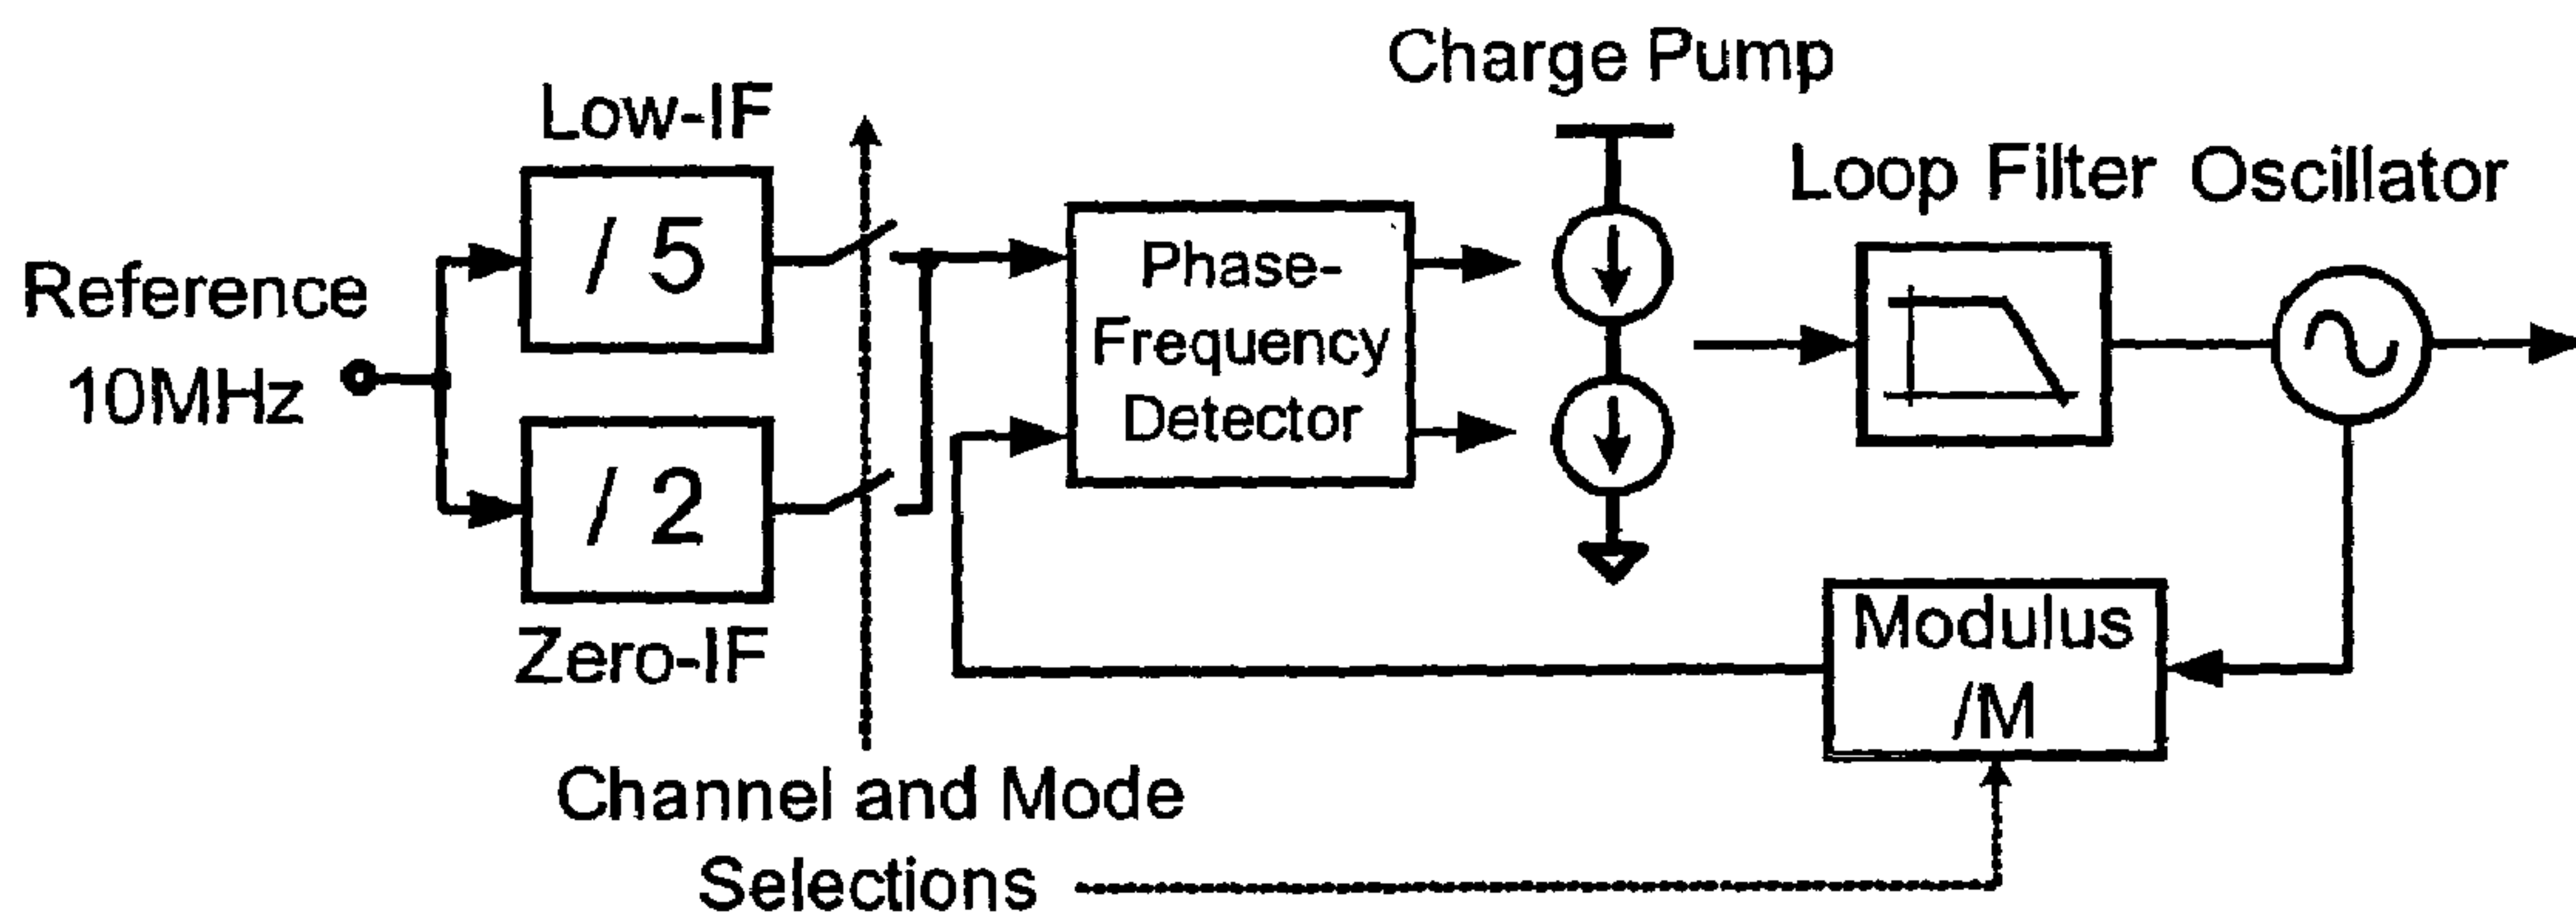 Charge Pump
Low-IF
Loop Filter
Oscillator
/ 5
Reference
10MHz
Phase-
Frequency
Detector
/ 2
Zero-IF
Modulus
/M
Channel and Mode
Selections